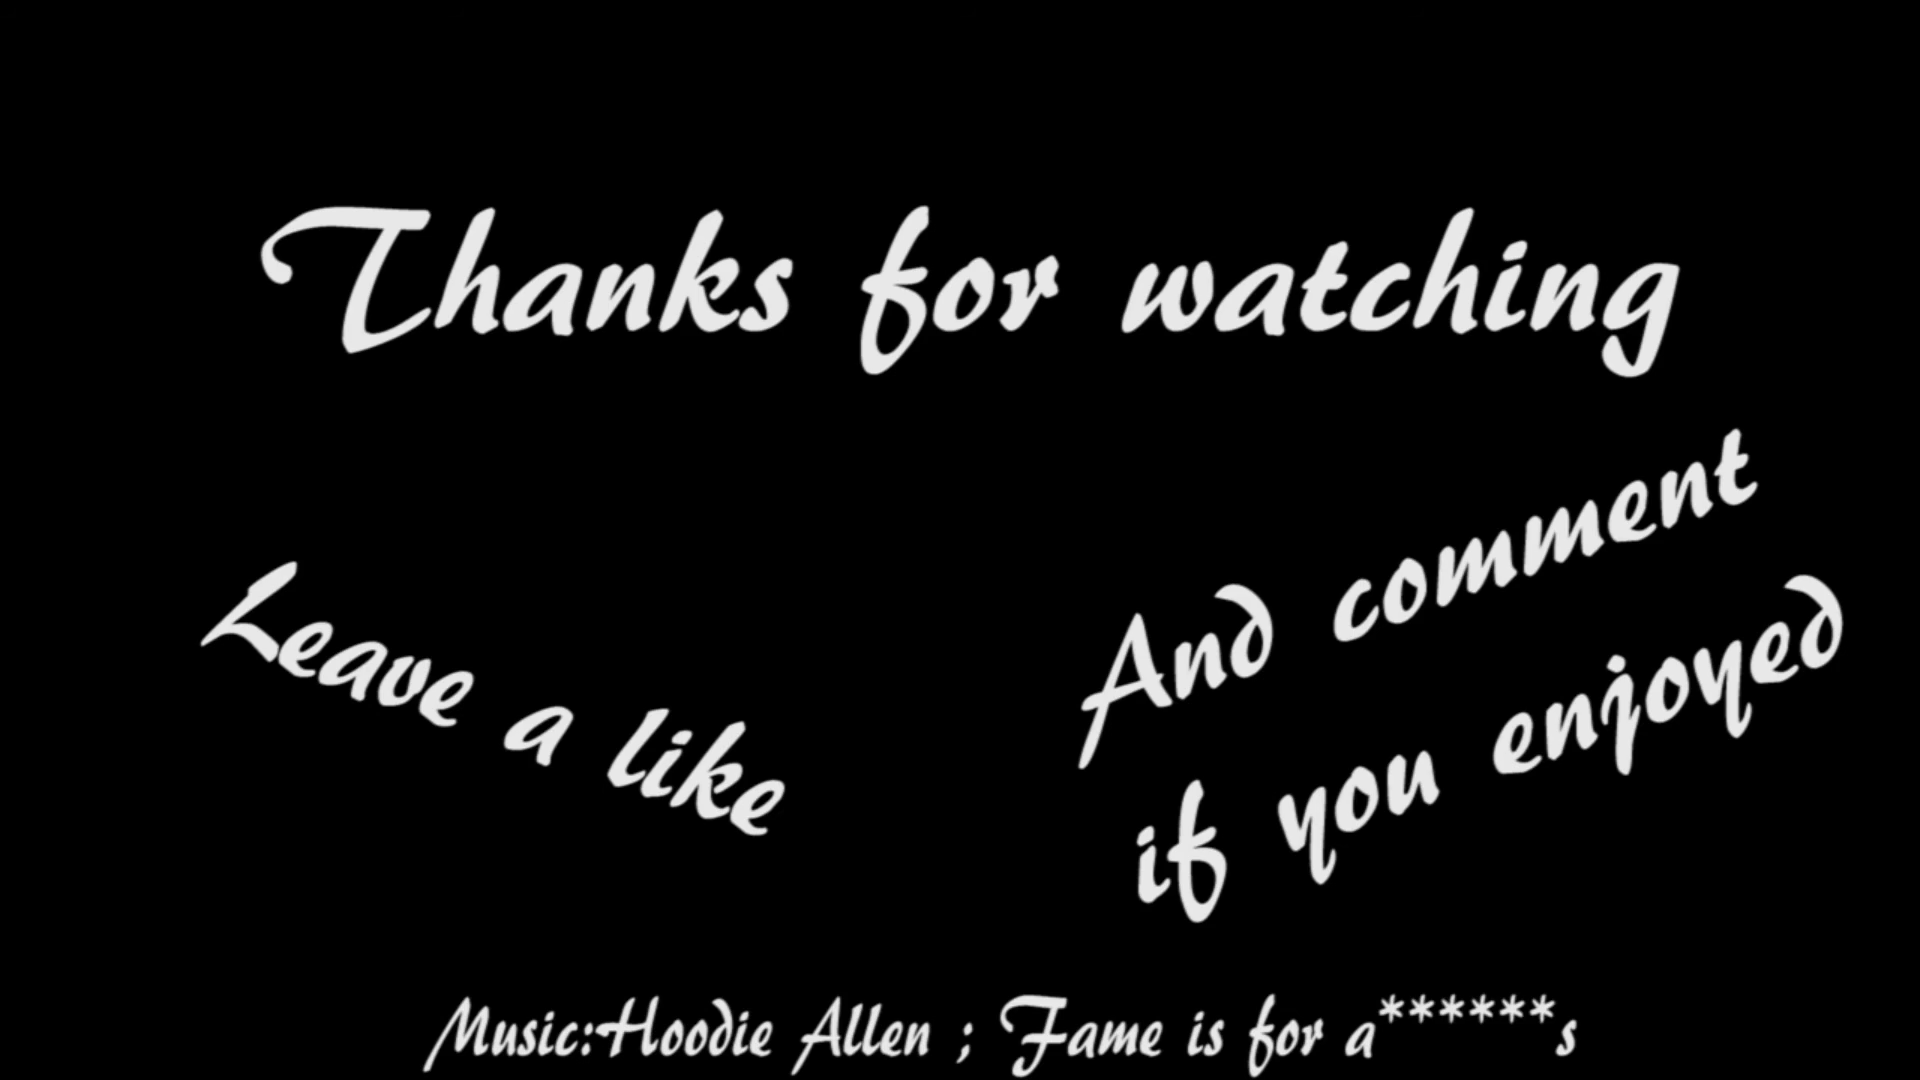 Thanks for watching
Leave a like
And comment
if you enjoyed
Music:Hoodie Allen ; Fame is for a******s